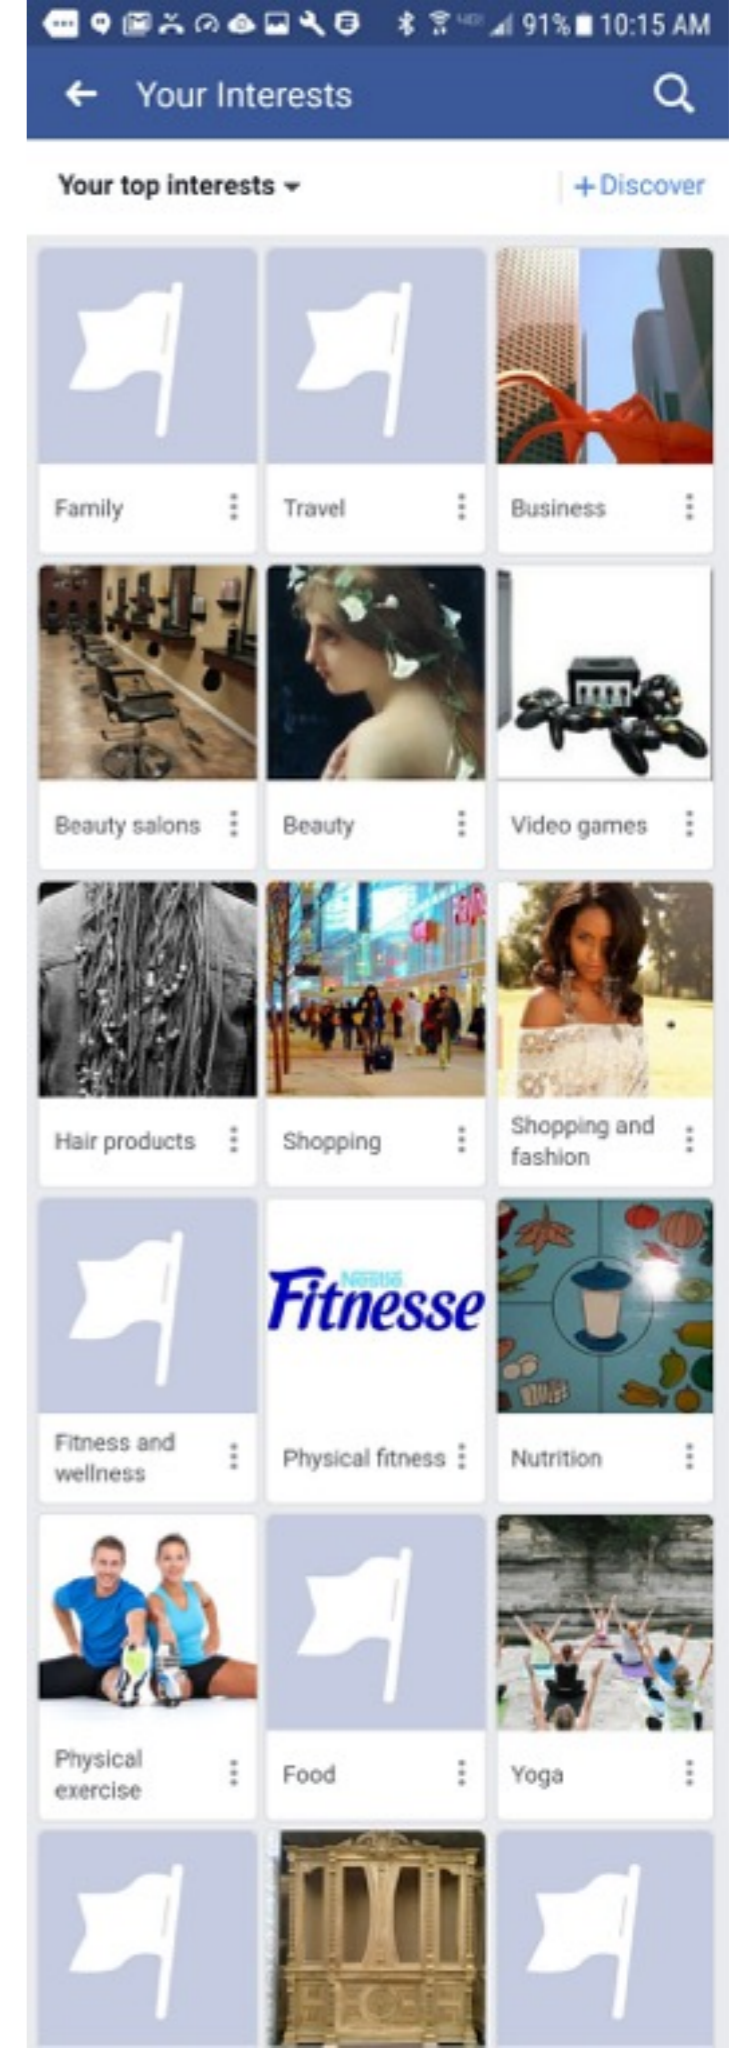 91% 10:15 AM
Your Interests
Your top interests
+ Discover
Family
Travel
Business
Beauty salons
Beauty
Video games
Hair products
Shopping
Shopping and
fashion
Nestlé
Fitnesse
Fitness and
wellness
Physical fitness
Nutrition
Physical
exercise
Food
Yoga